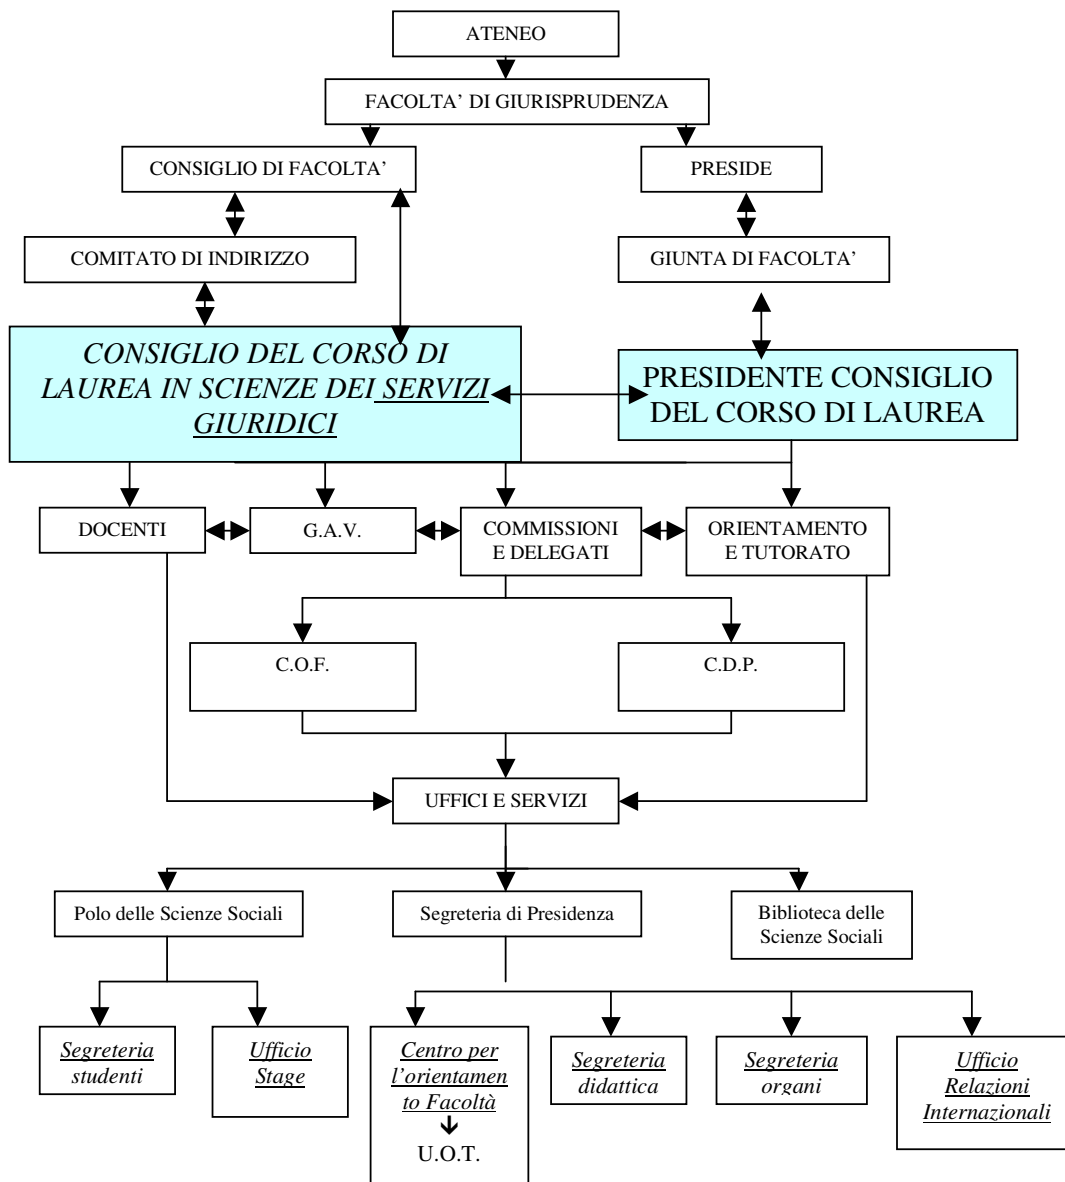 ATENEO
FACOLTA’ DI GIURISPRUDENZA
CONSIGLIO DI FACOLTA’
PRESIDE
COMITATO DI INDIRIZZO
GIUNTA DI FACOLTA’
CONSIGLIO DEL CORSO DI
LAUREA IN SCIENZE DEI SERVIZI
GIURIDICI
PRESIDENTE CONSIGLIO
DEL CORSO DI LAUREA
DOCENTI
G.A.V.
COMMISSIONI
E DELEGATI
ORIENTAMENTO
E TUTORATO
C.O.F.
C.D.P.
UFFICI E SERVIZI
Polo delle Scienze Sociali
Segreteria di Presidenza
Biblioteca delle
Scienze Sociali
Segreteria
studenti
Ufficio
Stage
Centro per
l’orientamen
to Facoltà
U.O.T.
Segreteria
didattica
Segreteria
organi
Ufficio
Relazioni
Internazionali